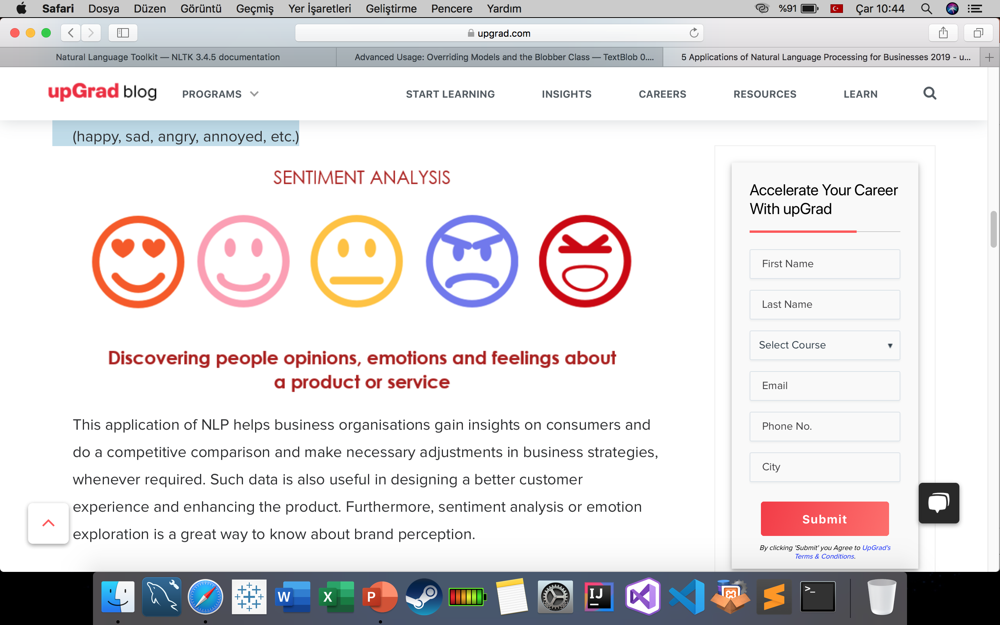 Safari Dosya Düzen Görüntü Geçmiş Yer İşaretleri Geliştirme Pencere Yardım %91 Çar 10:44
upgrad.com
Natural Language Toolkit — NLTK 3.4.5 documentation
Advanced Usage: Overriding Models and the Blobber Class — TextBlob 0....
5 Applications of Natural Language Processing for Businesses 2019 - u...
upGrad blog
PROGRAMS
START LEARNING
INSIGHTS
CAREERS
RESOURCES
LEARN
(happy, sad, angry, annoyed, etc.)
SENTIMENT ANALYSIS
Discovering people opinions, emotions and feelings about
a product or service
This application of NLP helps business organisations gain insights on consumers and
do a competitive comparison and make necessary adjustments in business strategies,
whenever required. Such data is also useful in designing a better customer
experience and enhancing the product. Furthermore, sentiment analysis or emotion
exploration is a great way to know about brand perception.
Accelerate Your Career
With upGrad
First Name
Last Name
Select Course
Email
Phone No.
City
Submit
By clicking 'Submit' you Agree to UpGrad's
Terms & Conditions.
W
X
P
IJ
>_